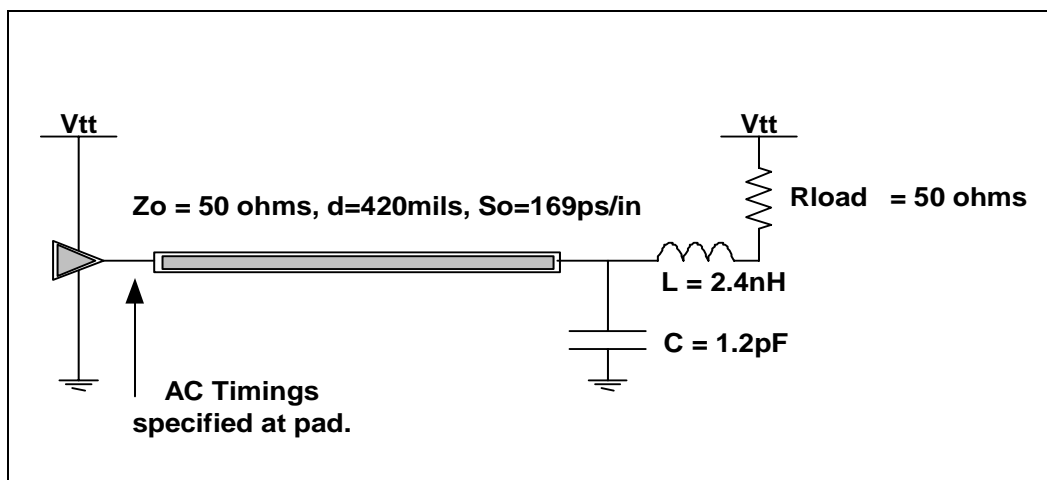 Vtt
Vtt
Zo = 50 ohms, d=420mils, So=169ps/in
Rload = 50 ohms
L = 2.4nH
C = 1.2pF
AC Timings
specified at pad.